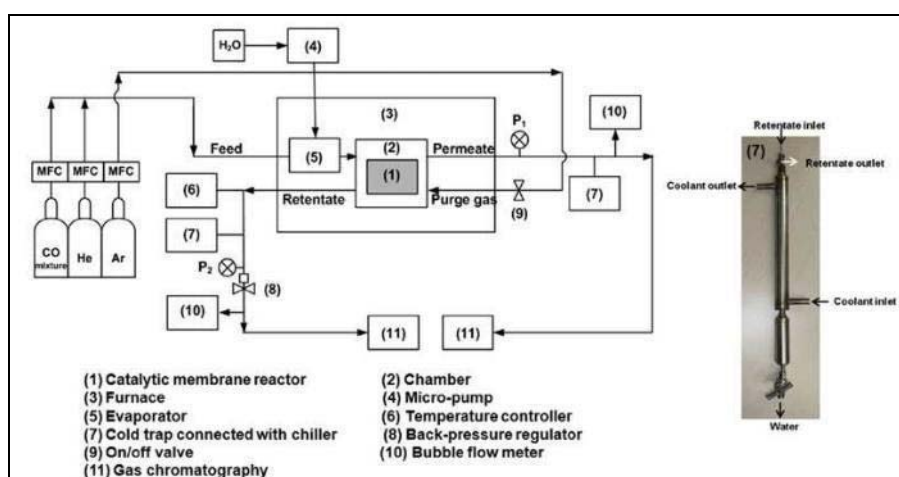 H₂O
(4)
(3)
P₁
(10)
(2)
Feed
(5)
(1)
Permeate
MFC MFC MFC
(6)
Retentate
Purge gas
(9)
(7)
(7)
P₂
(8)
CO mixture
He
Ar
(10)
(11)
(11)
(1) Catalytic membrane reactor
(2) Chamber
(3) Furnace
(4) Micro-pump
(5) Evaporator
(6) Temperature controller
(7) Cold trap connected with chiller
(8) Back-pressure regulator
(9) On/off valve
(10) Bubble flow meter
(11) Gas chromatography
Retentate inlet
(7)
Retentate outlet
Coolant outlet
Coolant inlet
Water